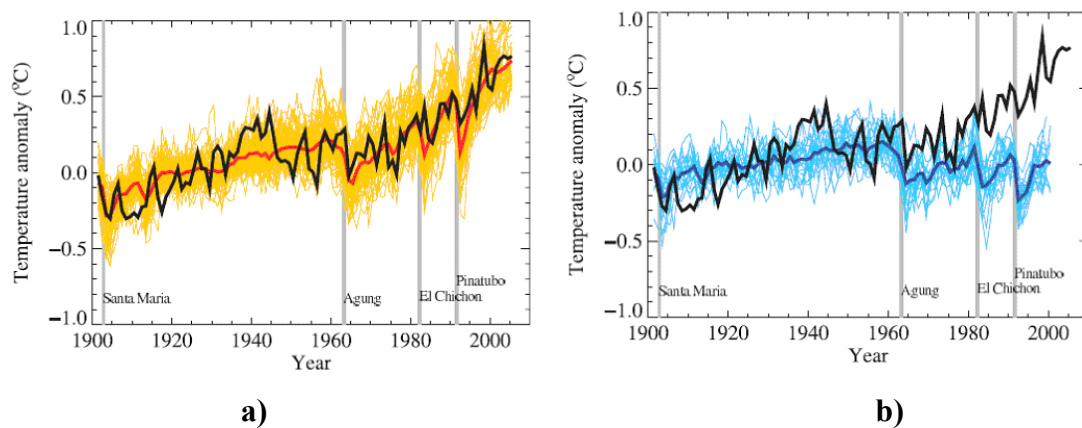 1.0
0.5
0.0
−0.5
−1.0
Temperature anomaly (°C)
Santa Maria
Agung
El Chichon
Pinatubo
1900 1920 1940 1960 1980 2000
Year
a)
1.0
0.5
0.0
−0.5
−1.0
Temperature anomaly (°C)
Santa Maria
Agung
El Chichon
Pinatubo
1900 1920 1940 1960 1980 2000
Year
b)